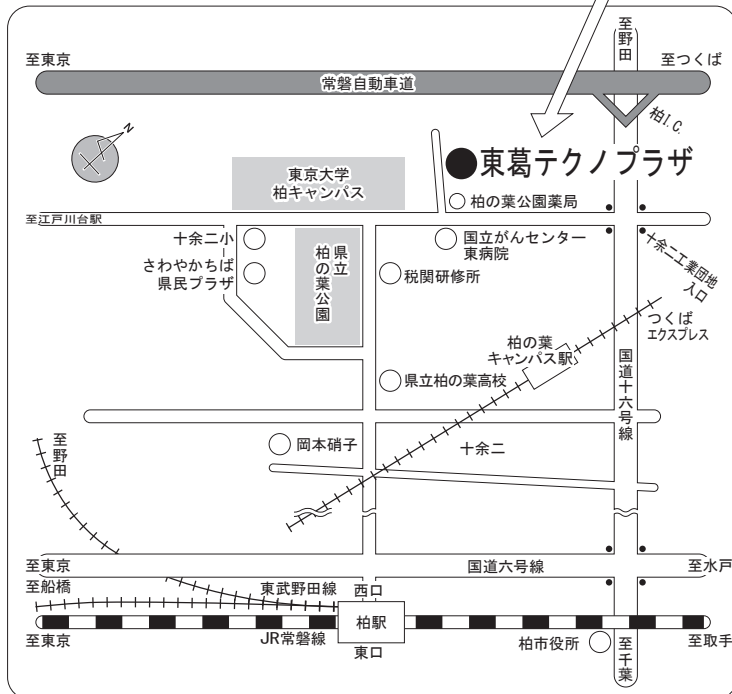 至野田
至東京
至つくば
常磐自動車道
柏I.C.
N
東葛テクノプラザ
東京大学
柏キャンパス
柏の葉公園薬局
至江戸川台駅
十余二小
国立がんセンター
東病院
県立
柏の葉公園
さわやかちば
県民プラザ
税関研修所
十余二工業団地
入口
つくば
エクスプレス
柏の葉
キャンパス駅
国道十六号線
県立柏の葉高校
至野田
岡本硝子
十余二
至東京
国道六号線
至水戸
至船橋
東武野田線
西口
柏駅
至東京
JR常磐線
東口
柏市役所
至千葉
至取手